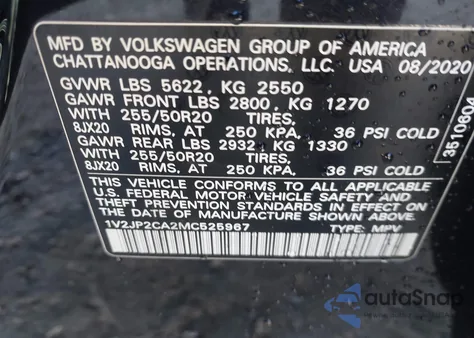 MFD BY VOLKSWAGEN GROUP OF AMERICA
CHATTANOOGA OPERATIONS, LLC. USA 08/2020
GVWR LBS 5622, KG 2550
GAWR FRONT LBS 2800, KG 1270
WITH 255/50R20 TIRES,
8JX20 RIMS, AT 250 KPA, 36 PSI COLD
GAWR REAR LBS 2932, KG 1330
WITH 255/50R20 TIRES,
8JX20 RIMS, AT 250 KPA, 36 PSI COLD
THIS VEHICLE CONFORMS TO ALL APPLICABLE
U.S. FEDERAL MOTOR VEHICLE SAFETY AND
THEFT PREVENTION STANDARDS IN EFFECT ON
THE DATE OF MANUFACTURE SHOWN ABOVE.
1V2JP2CA2MC525967 TYPE: MPV
3510604
autoSnap